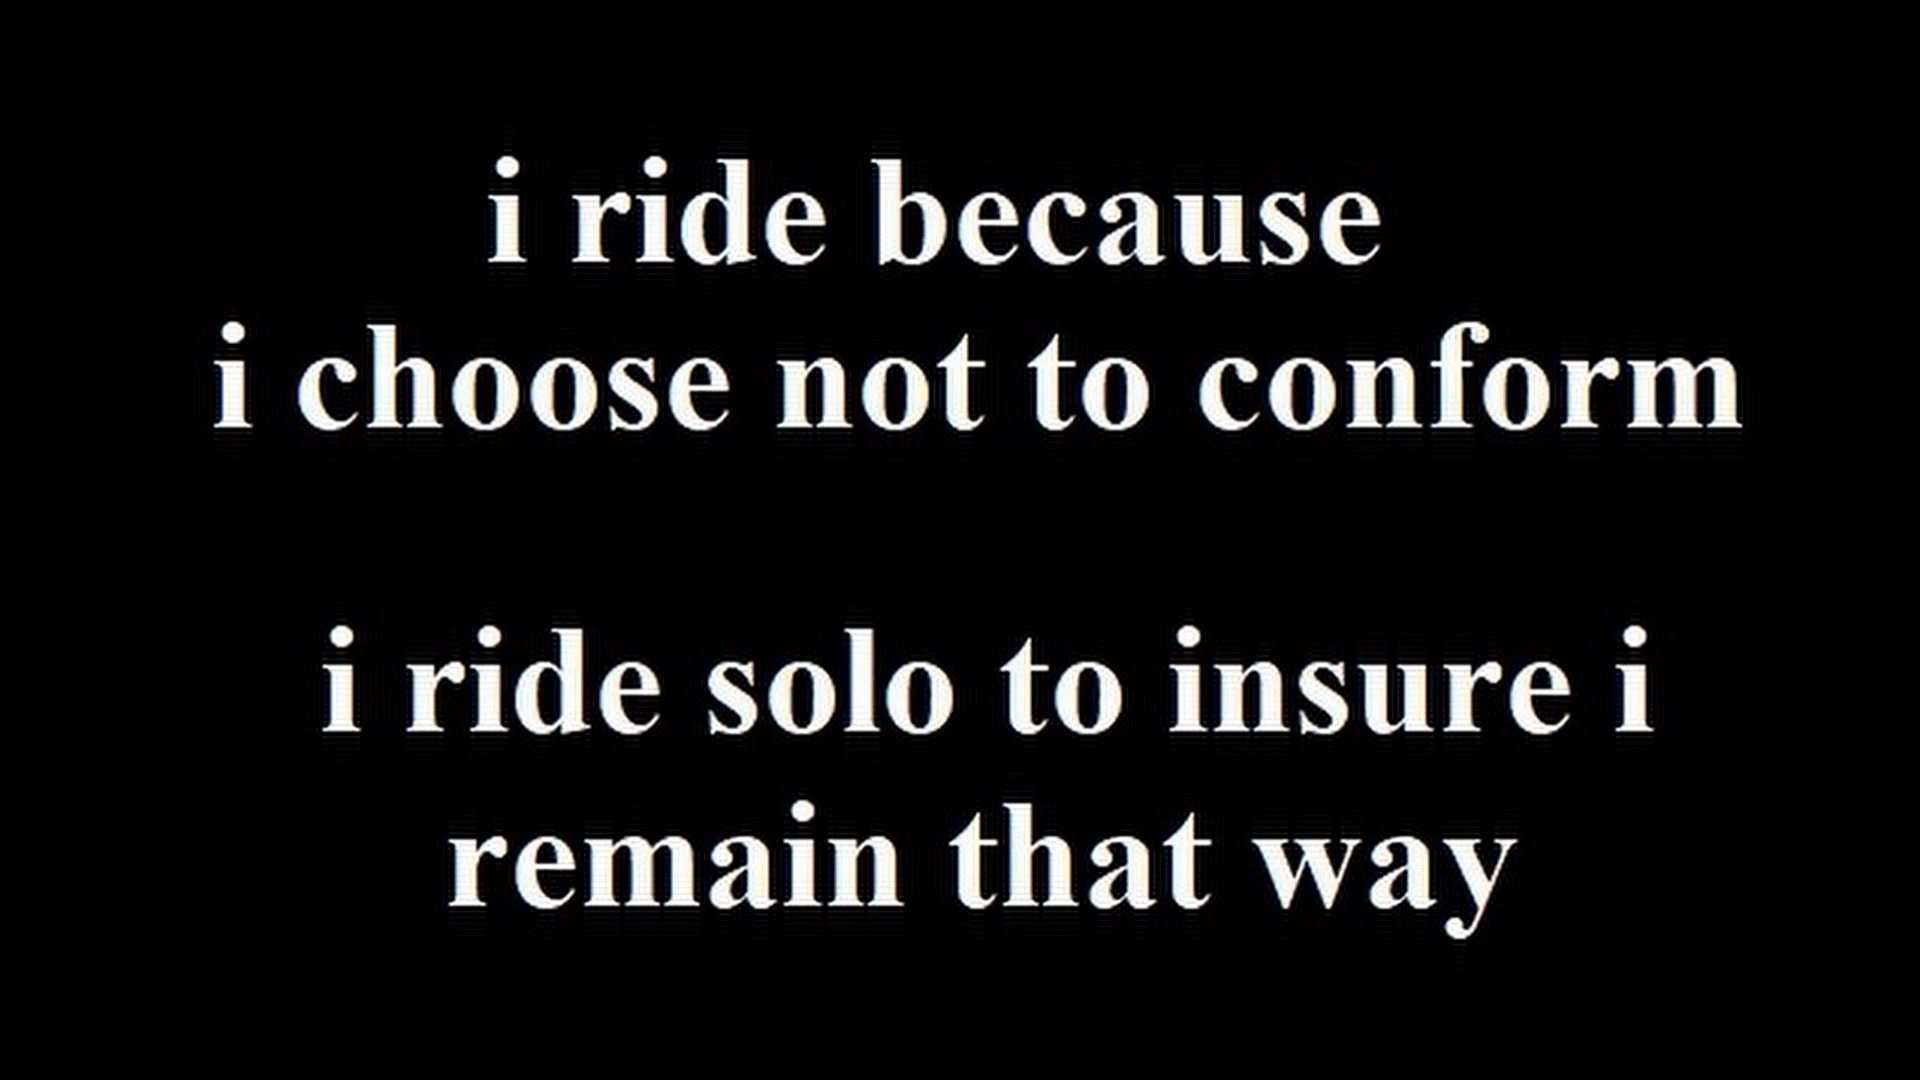 i ride because
i choose not to conform
i ride solo to insure i
remain that way